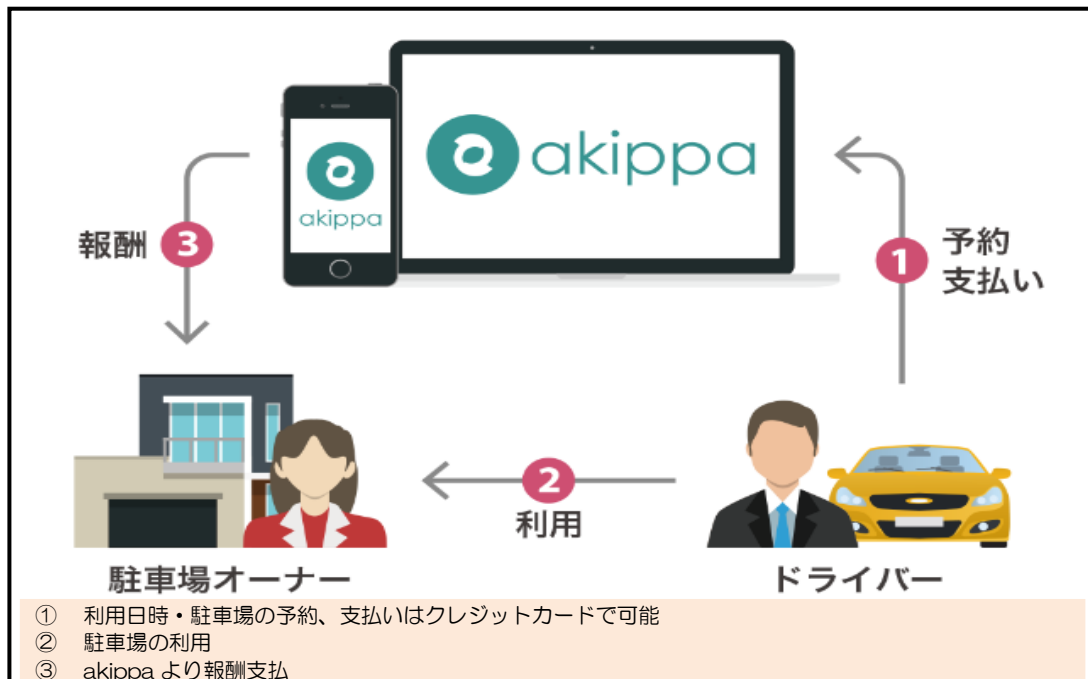 akippa
akippa
報酬 3
1 予約
支払い
2
利用
駐車場オーナー
ドライバー
① 利用日時・駐車場の予約、支払いはクレジットカードで可能
② 駐車場の利用
③ akippa より報酬支払